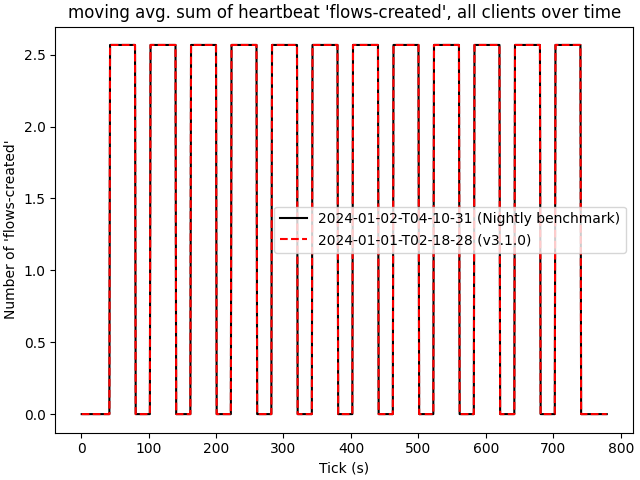 moving avg. sum of heartbeat 'flows-created', all clients over time
Number of 'flows-created'
2.5
2.0
1.5
1.0
0.5
0.0
2024-01-02-T04-10-31 (Nightly benchmark)
2024-01-01-T02-18-28 (v3.1.0)
0 100 200 300 400 500 600 700 800
Tick (s)